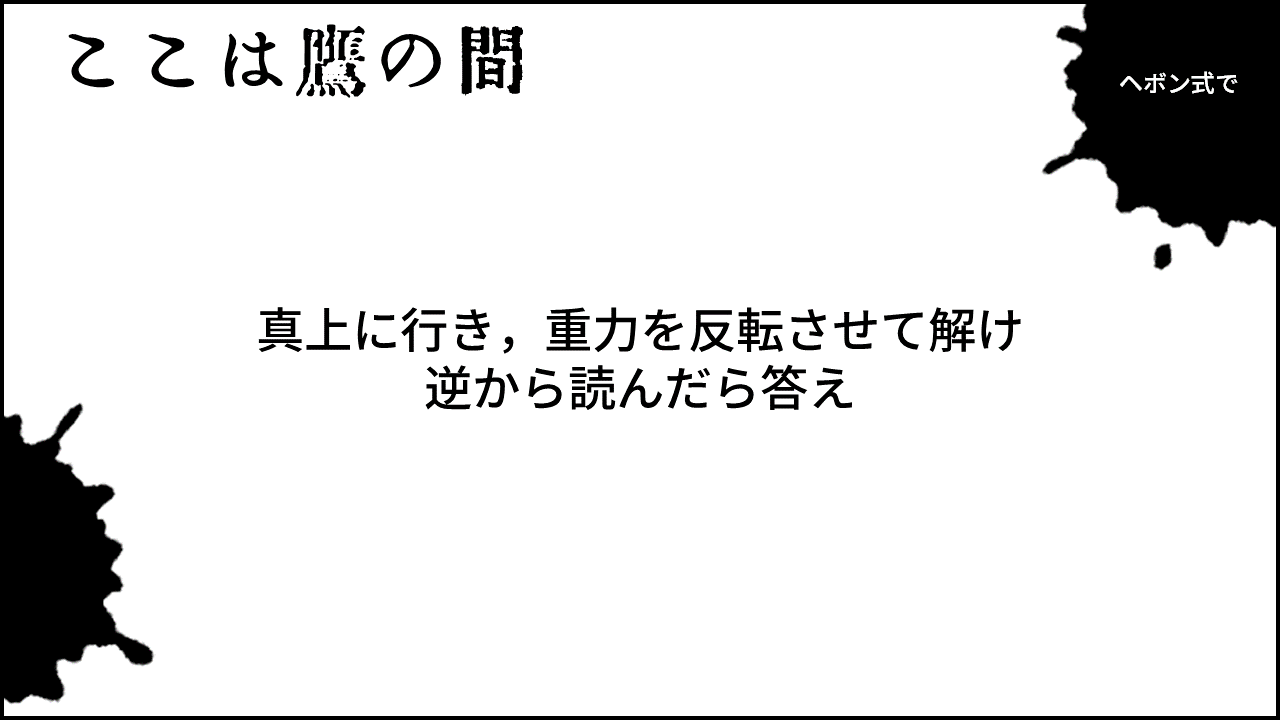 ここは鷹の間
ヘボン式で
真上に行き，重力を反転させて解け
逆から読んだら答え